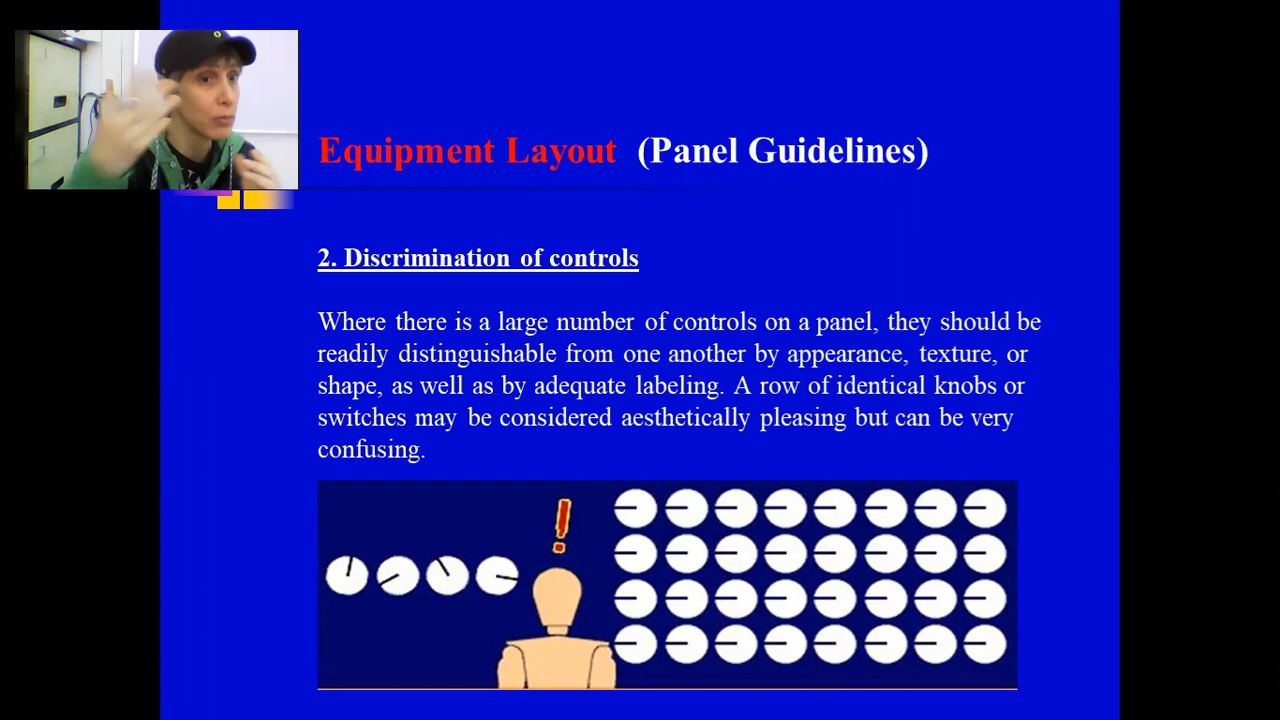 Equipment Layout (Panel Guidelines)
2. Discrimination of controls
Where there is a large number of controls on a panel, they should be
readily distinguishable from one another by appearance, texture, or
shape, as well as by adequate labeling. A row of identical knobs or
switches may be considered aesthetically pleasing but can be very
confusing.